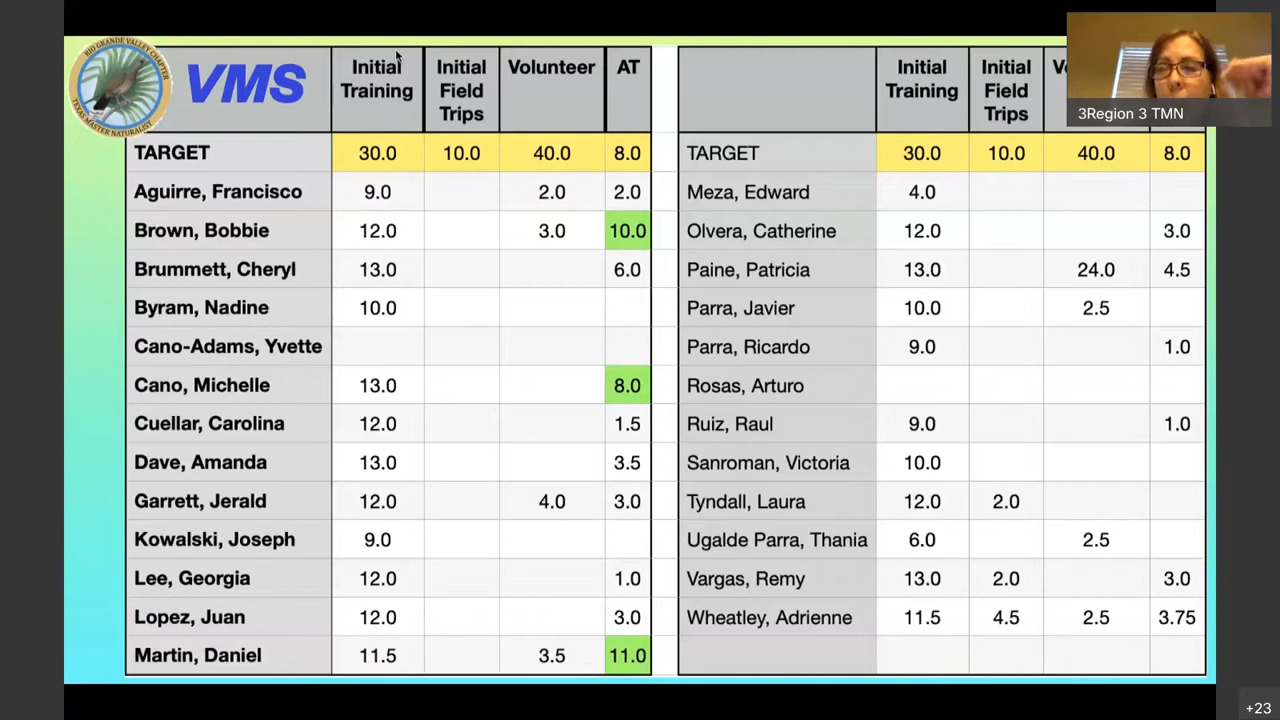 RIO GRANDE VALLEY CHAPTER
TEXAS MASTER NATURALIST
VMS Initial Training Initial Field Trips Volunteer AT
TARGET 30.0 10.0 40.0 8.0
Aguirre, Francisco 9.0 2.0 2.0
Brown, Bobbie 12.0 3.0 10.0
Brummett, Cheryl 13.0 6.0
Byram, Nadine 10.0
Cano-Adams, Yvette
Cano, Michelle 13.0 8.0
Cuellar, Carolina 12.0 1.5
Dave, Amanda 13.0 3.5
Garrett, Jerald 12.0 4.0 3.0
Kowalski, Joseph 9.0
Lee, Georgia 12.0 1.0
Lopez, Juan 12.0 3.0
Martin, Daniel 11.5 3.5 11.0
Initial Training Initial Field Trips
TARGET 30.0 10.0 40.0 8.0
Meza, Edward 4.0
Olvera, Catherine 12.0 3.0
Paine, Patricia 13.0 24.0 4.5
Parra, Javier 10.0 2.5
Parra, Ricardo 9.0 1.0
Rosas, Arturo
Ruiz, Raul 9.0 1.0
Sanroman, Victoria 10.0
Tyndall, Laura 12.0 2.0
Ugalde Parra, Thania 6.0 2.5
Vargas, Remy 13.0 2.0 3.0
Wheatley, Adrienne 11.5 4.5 2.5 3.75
3Region 3 TMN
+23